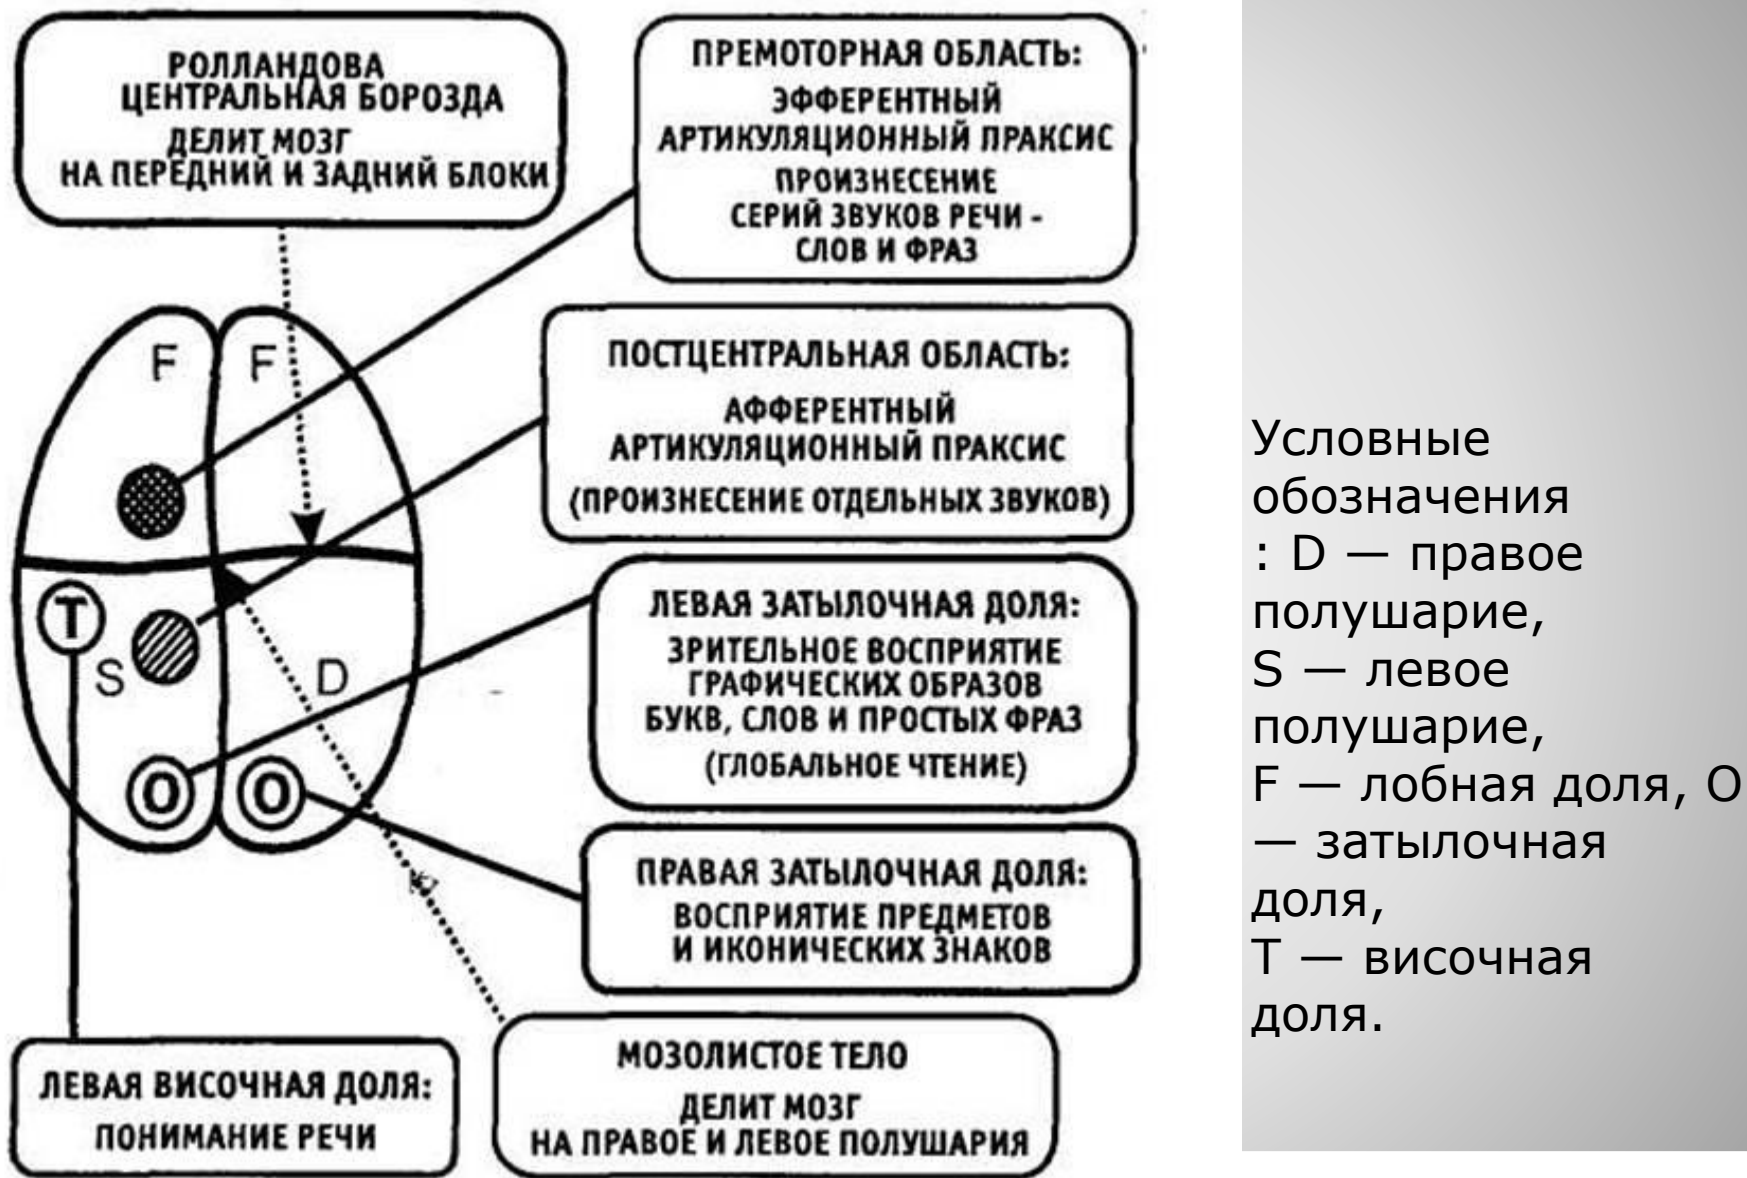 РОЛЛАНДОВА
ЦЕНТРАЛЬНАЯ БОРОЗДА
ДЕЛИТ МОЗГ
НА ПЕРЕДНИЙ И ЗАДНИЙ БЛОКИ
ПРЕМОТОРНАЯ ОБЛАСТЬ:
ЭФФЕРЕНТНЫЙ
АРТИКУЛЯЦИОННЫЙ ПРАКСИС
ПРОИЗНЕСЕНИЕ
СЕРИЙ ЗВУКОВ РЕЧИ -
СЛОВ И ФРАЗ
F F
ПОСТЦЕНТРАЛЬНАЯ ОБЛАСТЬ:
АФФЕРЕНТНЫЙ
АРТИКУЛЯЦИОННЫЙ ПРАКСИС
(ПРОИЗНЕСЕНИЕ ОТДЕЛЬНЫХ ЗВУКОВ)
T
S D
O O
ЛЕВАЯ ЗАТЫЛОЧНАЯ ДОЛЯ:
ЗРИТЕЛЬНОЕ ВОСПРИЯТИЕ
ГРАФИЧЕСКИХ ОБРАЗОВ
БУКВ, СЛОВ И ПРОСТЫХ ФРАЗ
(ГЛОБАЛЬНОЕ ЧТЕНИЕ)
ПРАВАЯ ЗАТЫЛОЧНАЯ ДОЛЯ:
ВОСПРИЯТИЕ ПРЕДМЕТОВ
И ИКОНИЧЕСКИХ ЗНАКОВ
МОЗОЛИСТОЕ ТЕЛО
ДЕЛИТ МОЗГ
НА ПРАВОЕ И ЛЕВОЕ ПОЛУШАРИЯ
ЛЕВАЯ ВИСОЧНАЯ ДОЛЯ:
ПОНИМАНИЕ РЕЧИ
Условные
обозначения
: D — правое
полушарие,
S — левое
полушарие,
F — лобная доля, O
— затылочная
доля,
T — височная
доля.